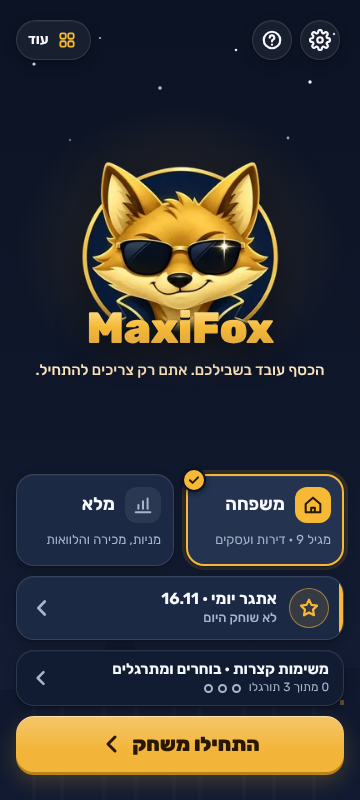 עוד
MaxiFox
הכסף עובד בשבילכם. אתם רק צריכים להתחיל.
משפחה
מגיל 9 · דירות ועסקים
מלא
מניות, מכירה והלוואות
אתגר יומי · 16.11
לא שוחק היום
משימות קצרות · בוחרים ומתרגלים
0 מתוך 3 תורגלו
התחילו משחק